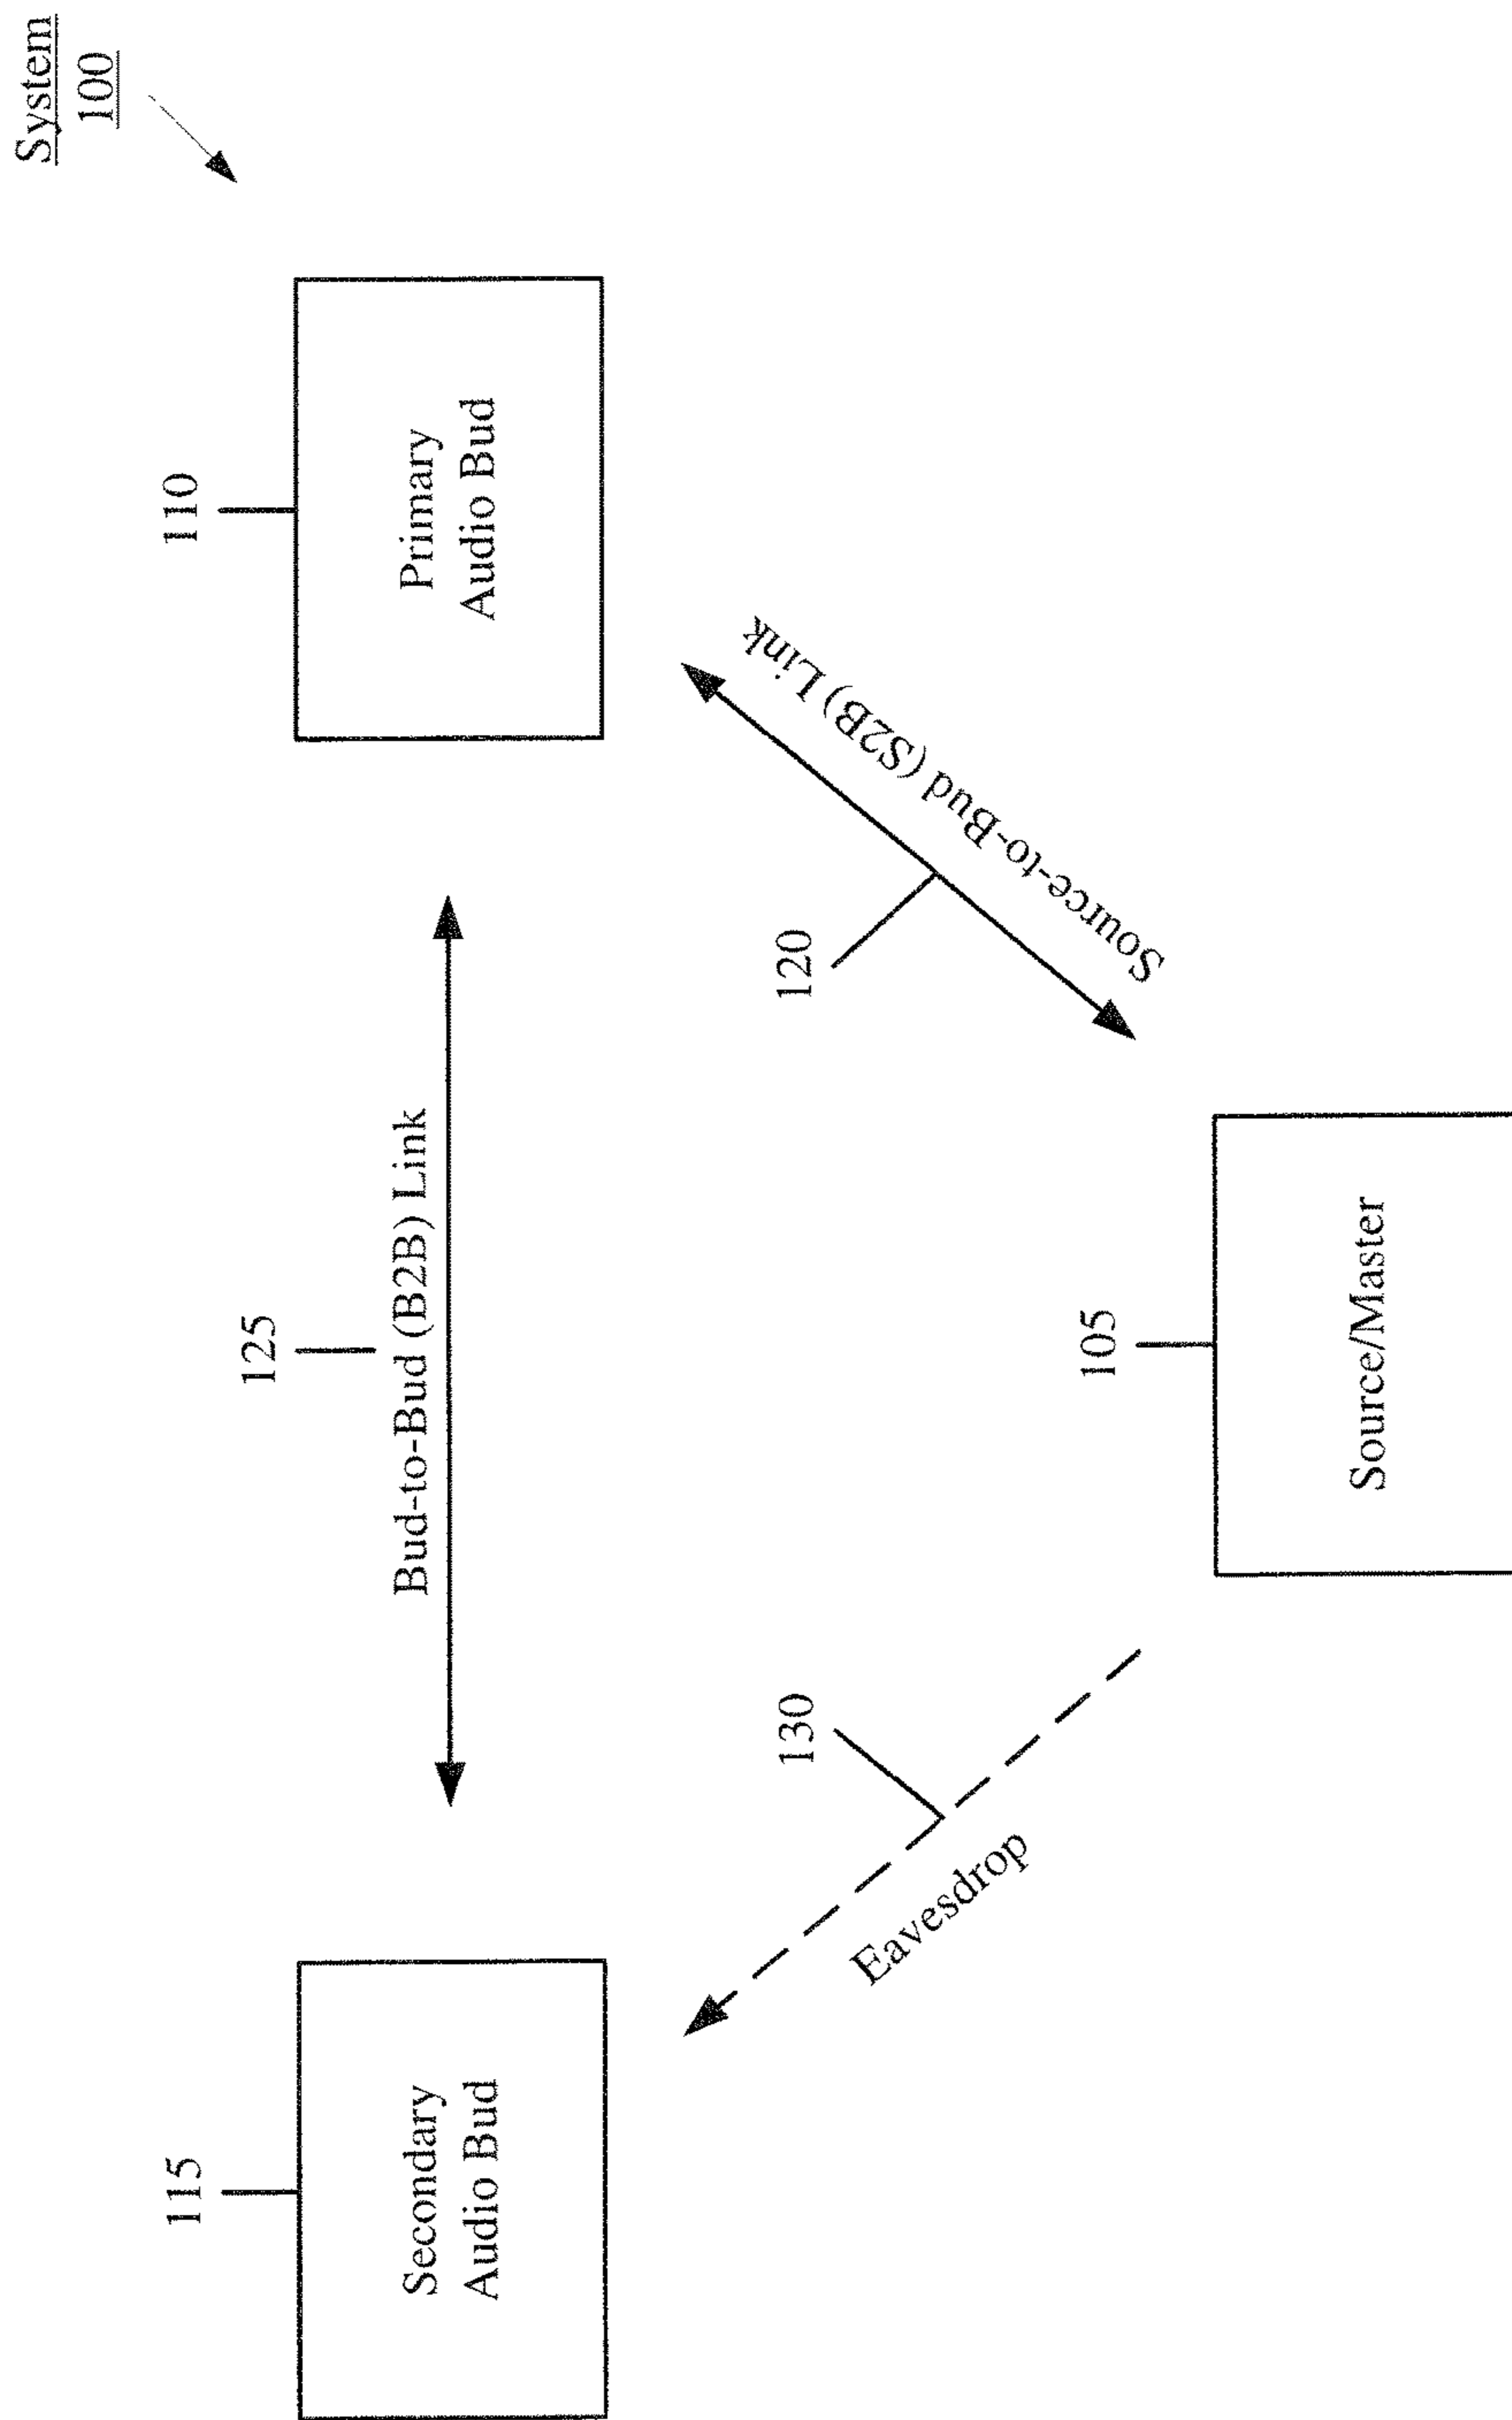 System
100
115
Secondary
Audio Bud
125
Bud-to-Bud (B2B) Link
110
Primary
Audio Bud
130
Eavesdrop
120
Source-to-Bud (S2B) Link
105
Source/Master